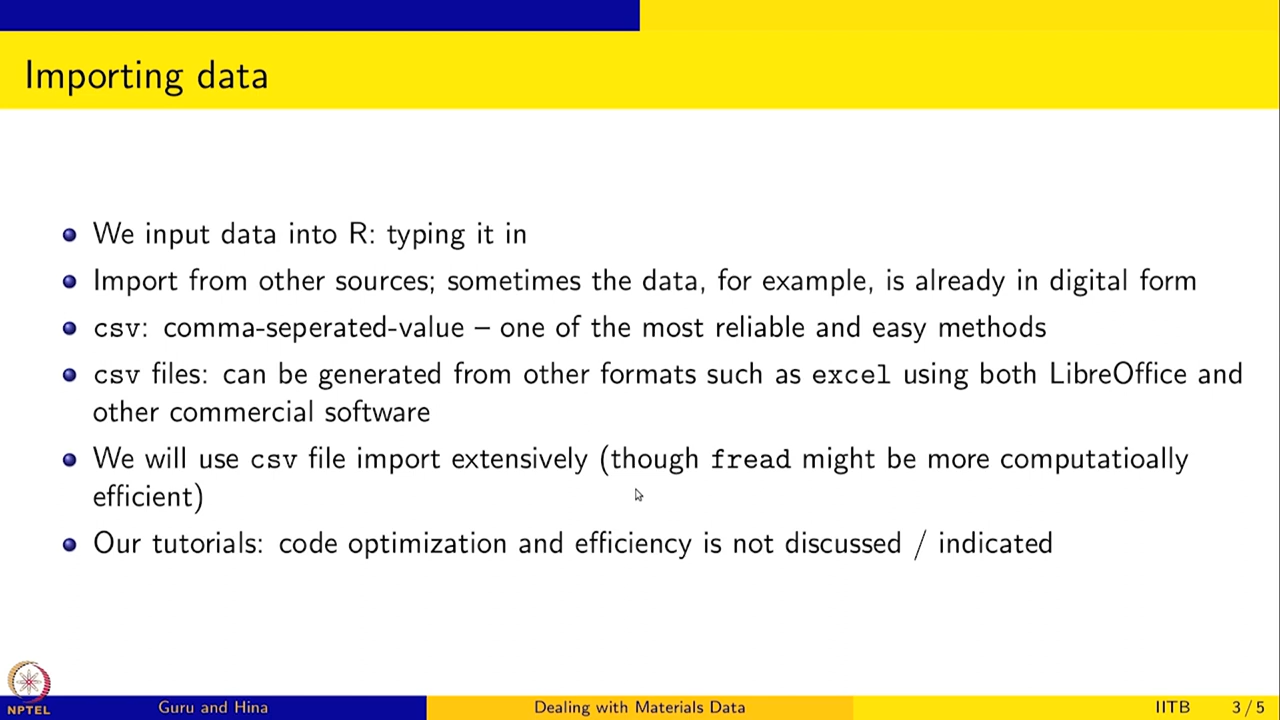 Importing data
We input data into R: typing it in
Import from other sources; sometimes the data, for example, is already in digital form
csv: comma-seperated-value – one of the most reliable and easy methods
csv files: can be generated from other formats such as excel using both LibreOffice and
other commercial software
We will use csv file import extensively (though fread might be more computatioally
efficient)
Our tutorials: code optimization and efficiency is not discussed / indicated
NPTEL
Guru and Hina
Dealing with Materials Data
IITB
3 / 5